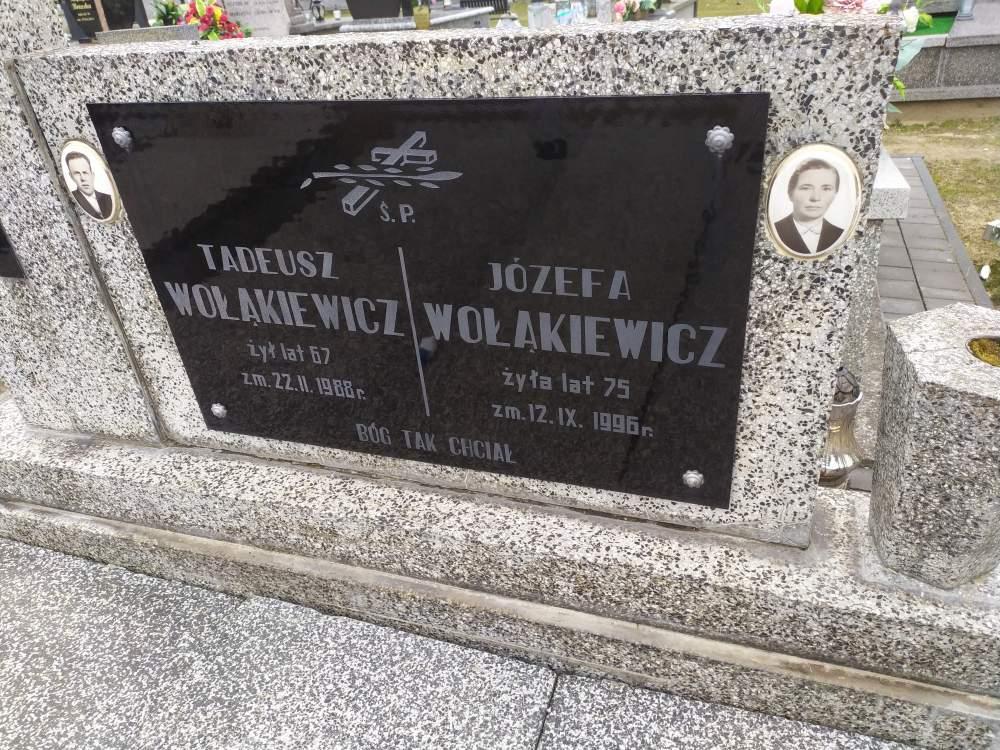 Ś. P.
TADEUSZ
WOŁĄKIEWICZ
żył lat 67
zm. 22.II.1988r.
JÓZEFA
WOŁĄKIEWICZ
żyła lat 75
zm. 12.IX.1996r.
BÓG TAK CHCIAŁ